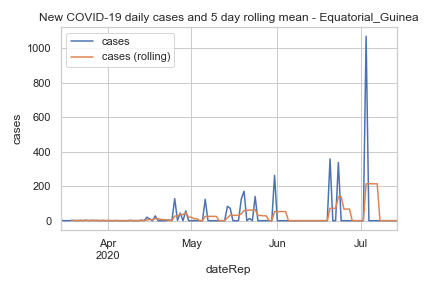 New COVID-19 daily cases and 5 day rolling mean - Equatorial_Guinea
cases
cases (rolling)
1000
800
600
400
200
0
cases
Apr
2020
May
Jun
Jul
dateRep